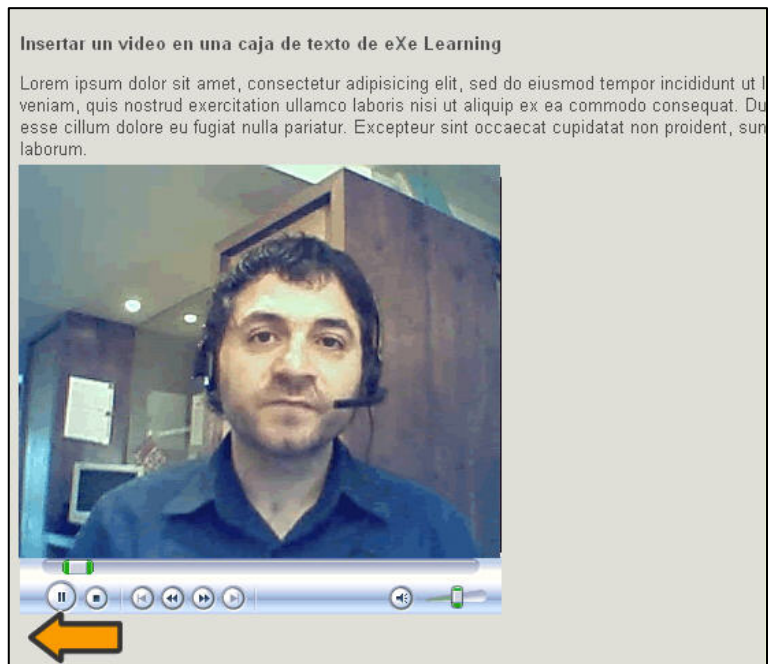 Insertar un video en una caja de texto de eXe Learning
Lorem ipsum dolor sit amet, consectetur adipisicing elit, sed do eiusmod tempor incididunt ut l
veniam, quis nostrud exercitation ullamco laboris nisi ut aliquip ex ea commodo consequat. Du
esse cillum dolore eu fugiat nulla pariatur. Excepteur sint occaecat cupidatat non proident, sun
laborum.